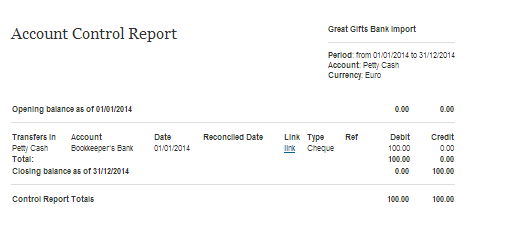 Account Control Report
Great Gifts Bank Import
Period: from 01/01/2014 to 31/12/2014
Account: Petty Cash
Currency: Euro
Opening balance as of 01/01/2014 0.00 0.00
Transfers In Account Date Reconciled Date Link Type Ref Debit Credit
Petty Cash Bookkeeper's Bank 01/01/2014 link Cheque 100.00 0.00
Total: 100.00 0.00
Closing balance as of 31/12/2014 0.00 100.00
Control Report Totals 100.00 100.00